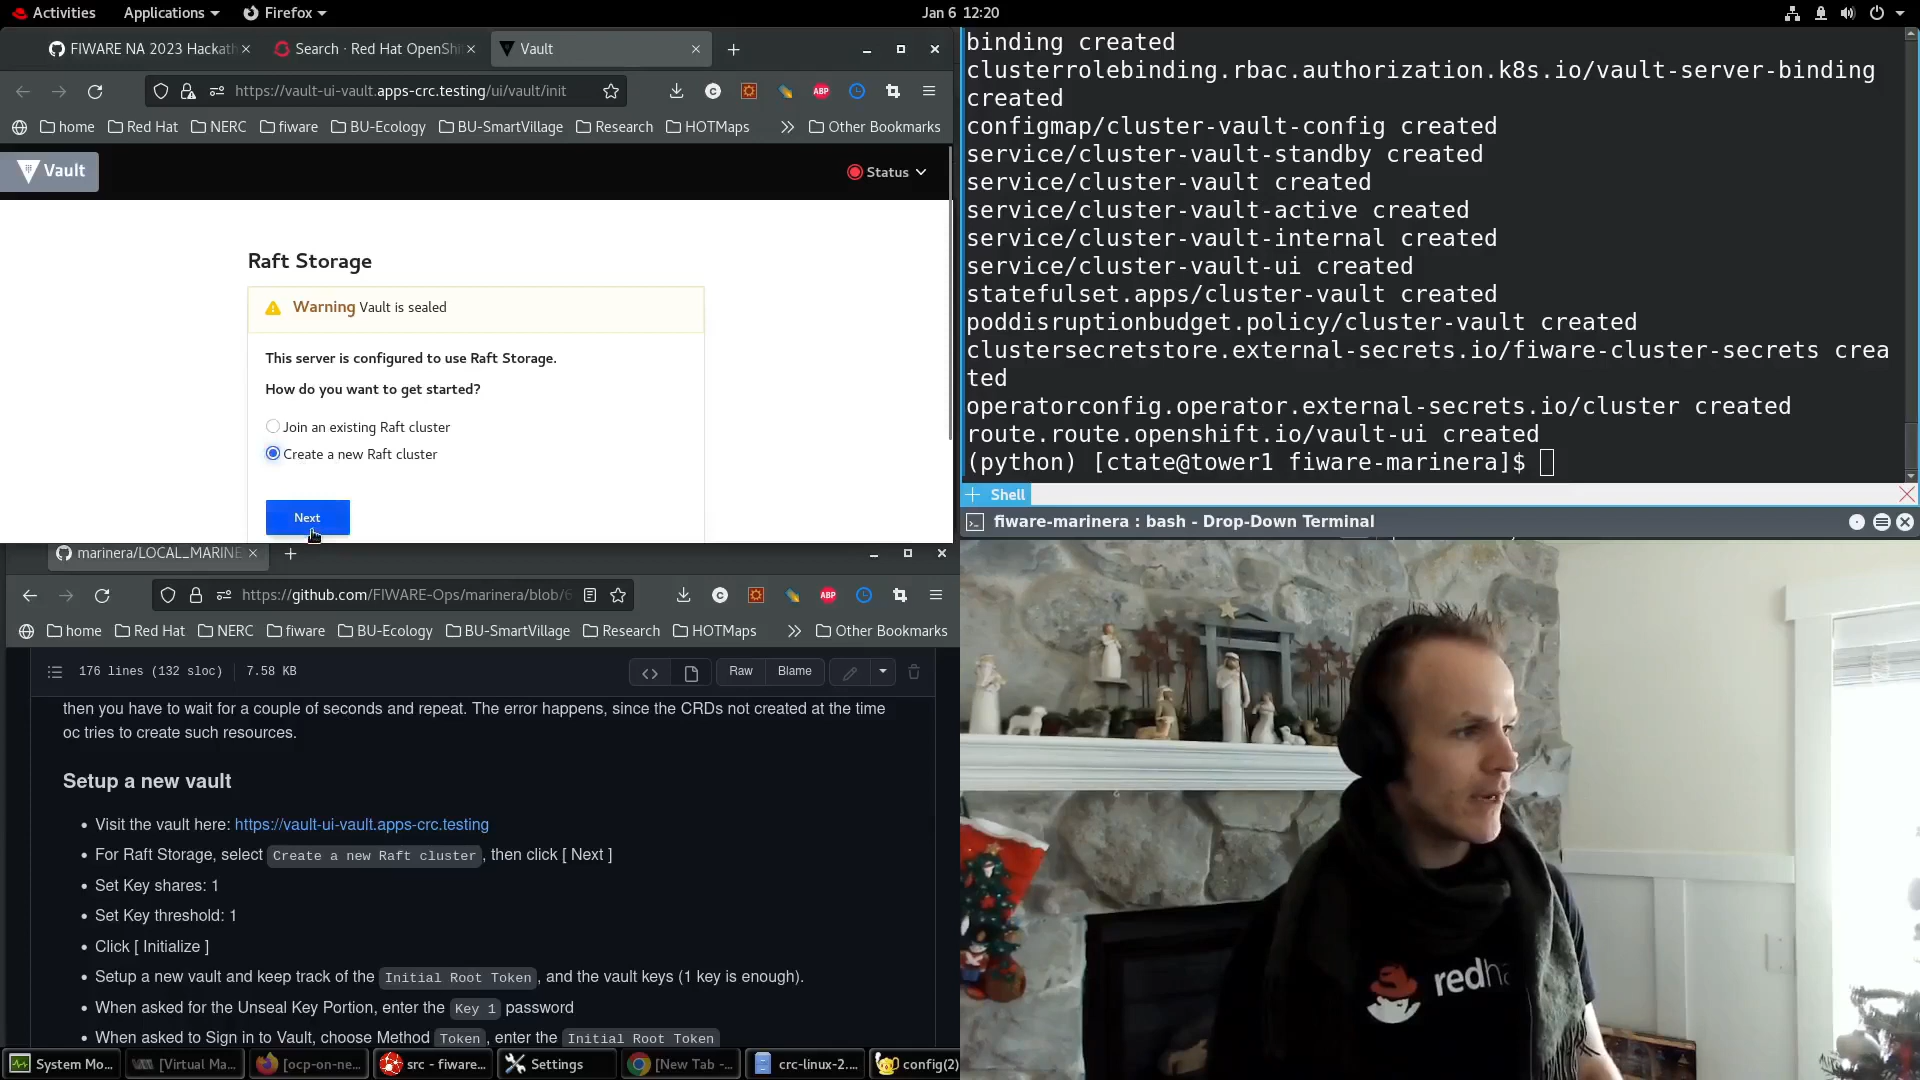 Activities
Applications
Firefox
Jan 6 12:20
FIWARE NA 2023 Hackath
Search · Red Hat OpenShi
Vault
https://vault-ui-vault.apps-crc.testing/ui/vault/init
home
Red Hat
NERC
fiware
BU-Ecology
BU-SmartVillage
Research
HOTMaps
Other Bookmarks
Vault
Status
Raft Storage
Warning Vault is sealed
This server is configured to use Raft Storage.
How do you want to get started?
Join an existing Raft cluster
Create a new Raft cluster
Next
binding created
clusterrolebinding.rbac.authorization.k8s.io/vault-server-binding
created
configmap/cluster-vault-config created
service/cluster-vault-standby created
service/cluster-vault created
service/cluster-vault-active created
service/cluster-vault-internal created
service/cluster-vault-ui created
statefulset.apps/cluster-vault created
poddisruptionbudget.policy/cluster-vault created
clustersecretstore.external-secrets.io/fiware-cluster-secrets crea
ted
operatorconfig.operator.external-secrets.io/cluster created
route.route.openshift.io/vault-ui created
(python) [ctate@tower1 fiware-marinera]$
Shell
fiware-marinera : bash - Drop-Down Terminal
marinera/LOCAL_MARINE
https://github.com/FIWARE-Ops/marinera/blob/6
ABP
home
Red Hat
NERC
fiware
BU-Ecology
BU-SmartVillage
Research
HOTMaps
Other Bookmarks
176 lines (132 sloc)
7.58 KB
Raw
Blame
then you have to wait for a couple of seconds and repeat. The error happens, since the CRDs not created at the time
oc tries to create such resources.
Setup a new vault
• Visit the vault here: https://vault-ui-vault.apps-crc.testing
• For Raft Storage, select Create a new Raft cluster, then click [ Next ]
• Set Key shares: 1
• Set Key threshold: 1
• Click [ Initialize ]
• Setup a new vault and keep track of the Initial Root Token, and the vault keys (1 key is enough).
• When asked for the Unseal Key Portion, enter the Key 1 password
• When asked to Sign in to Vault, choose Method Token, enter the Initial Root Token
System Mo...
[Virtual Ma...
[ocp-on-ne...
src - fiware...
Settings
[New Tab -...
crc-linux-2....
config(2)
redh